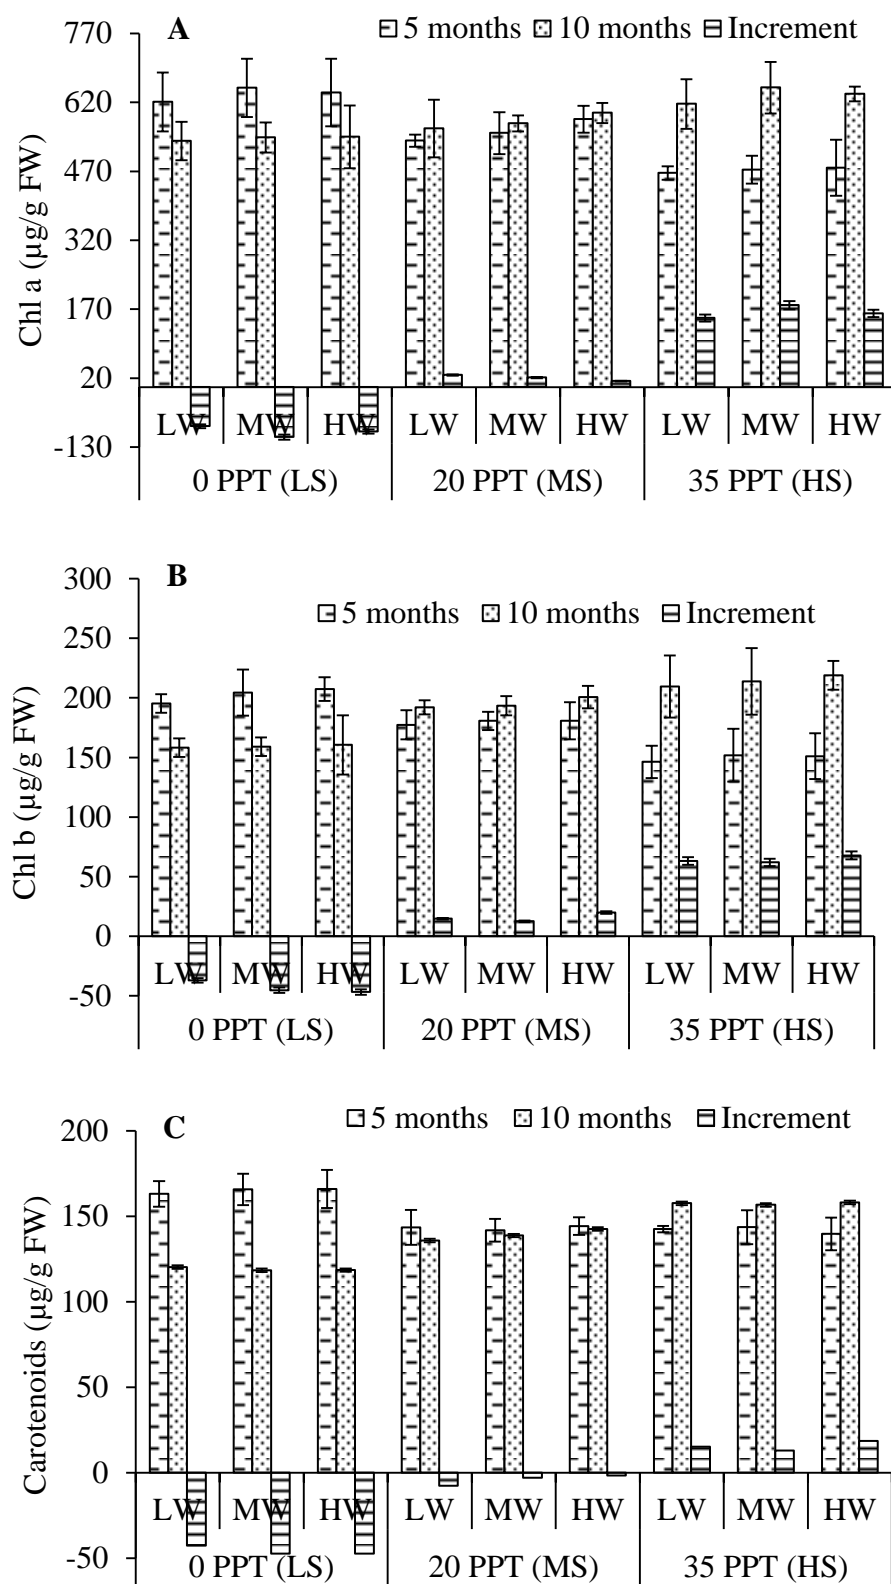 A
5 months 10 months Increment
770
620
470
320
170
20
-130
Chl a (µg/g FW)
LW MW HW LW MW HW LW MW HW
0 PPT (LS) 20 PPT (MS) 35 PPT (HS)
B
5 months 10 months Increment
300
250
200
150
100
50
0
-50
Chl b (µg/g FW)
LW MW HW LW MW HW LW MW HW
0 PPT (LS) 20 PPT (MS) 35 PPT (HS)
C
5 months 10 months Increment
200
150
100
50
0
-50
Carotenoids (µg/g FW)
LW MW HW LW MW HW LW MW HW
0 PPT (LS) 20 PPT (MS) 35 PPT (HS)